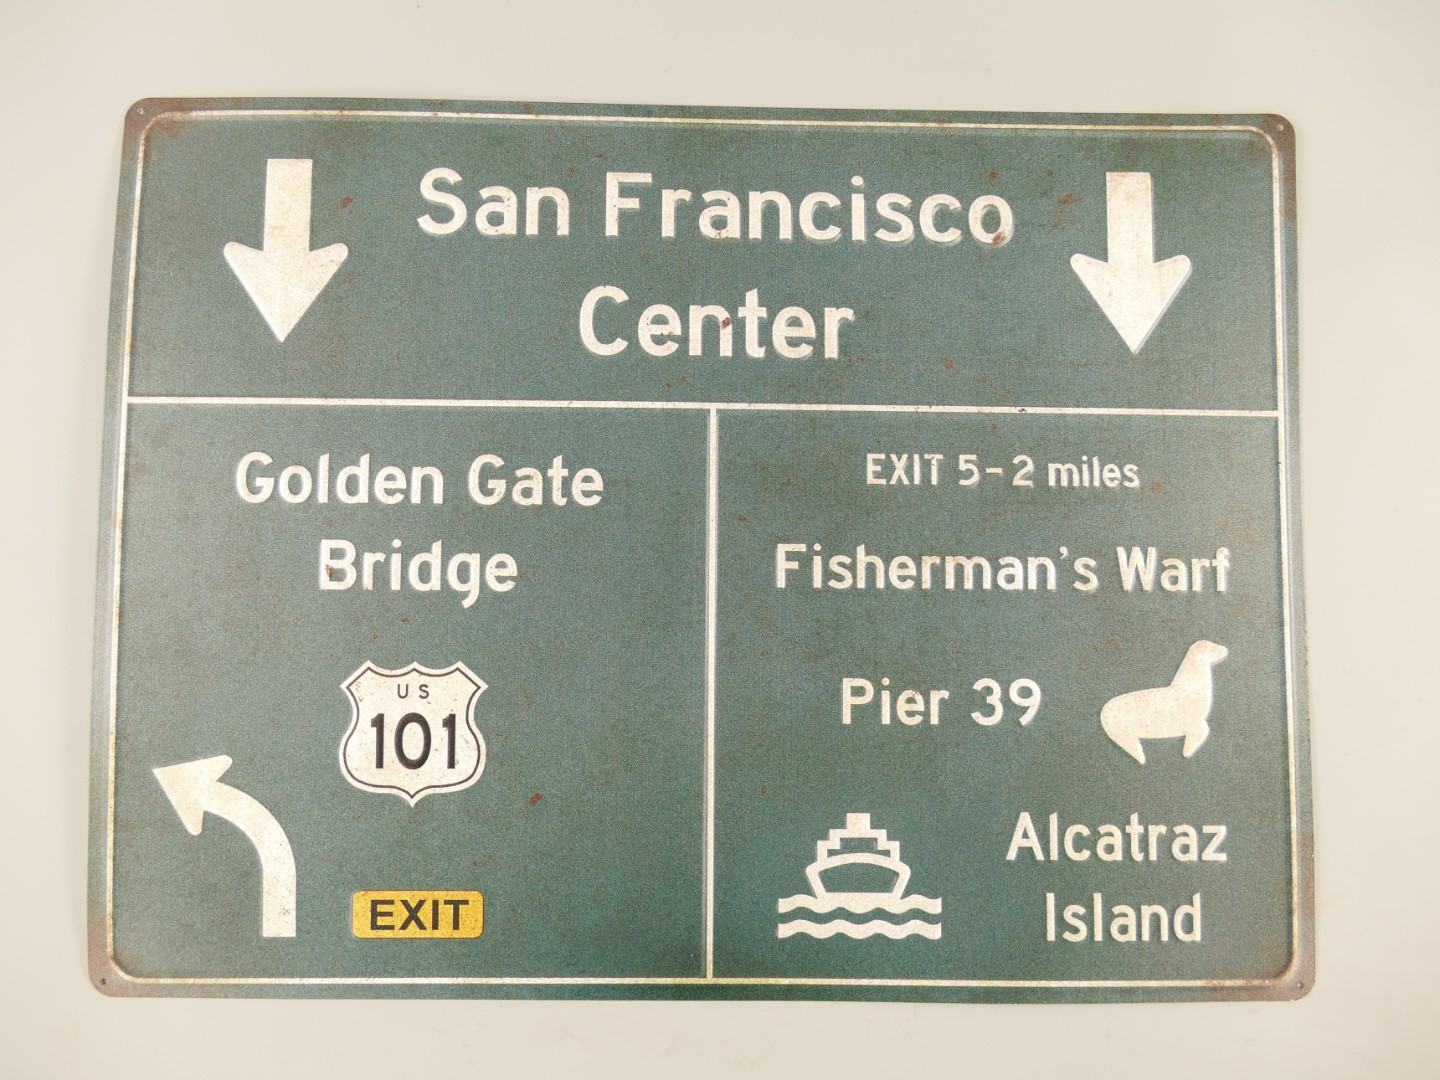 San Francisco
Center
Golden Gate
Bridge
US
101
EXIT
EXIT 5-2 miles
Fisherman's Warf
Pier 39
Alcatraz
Island